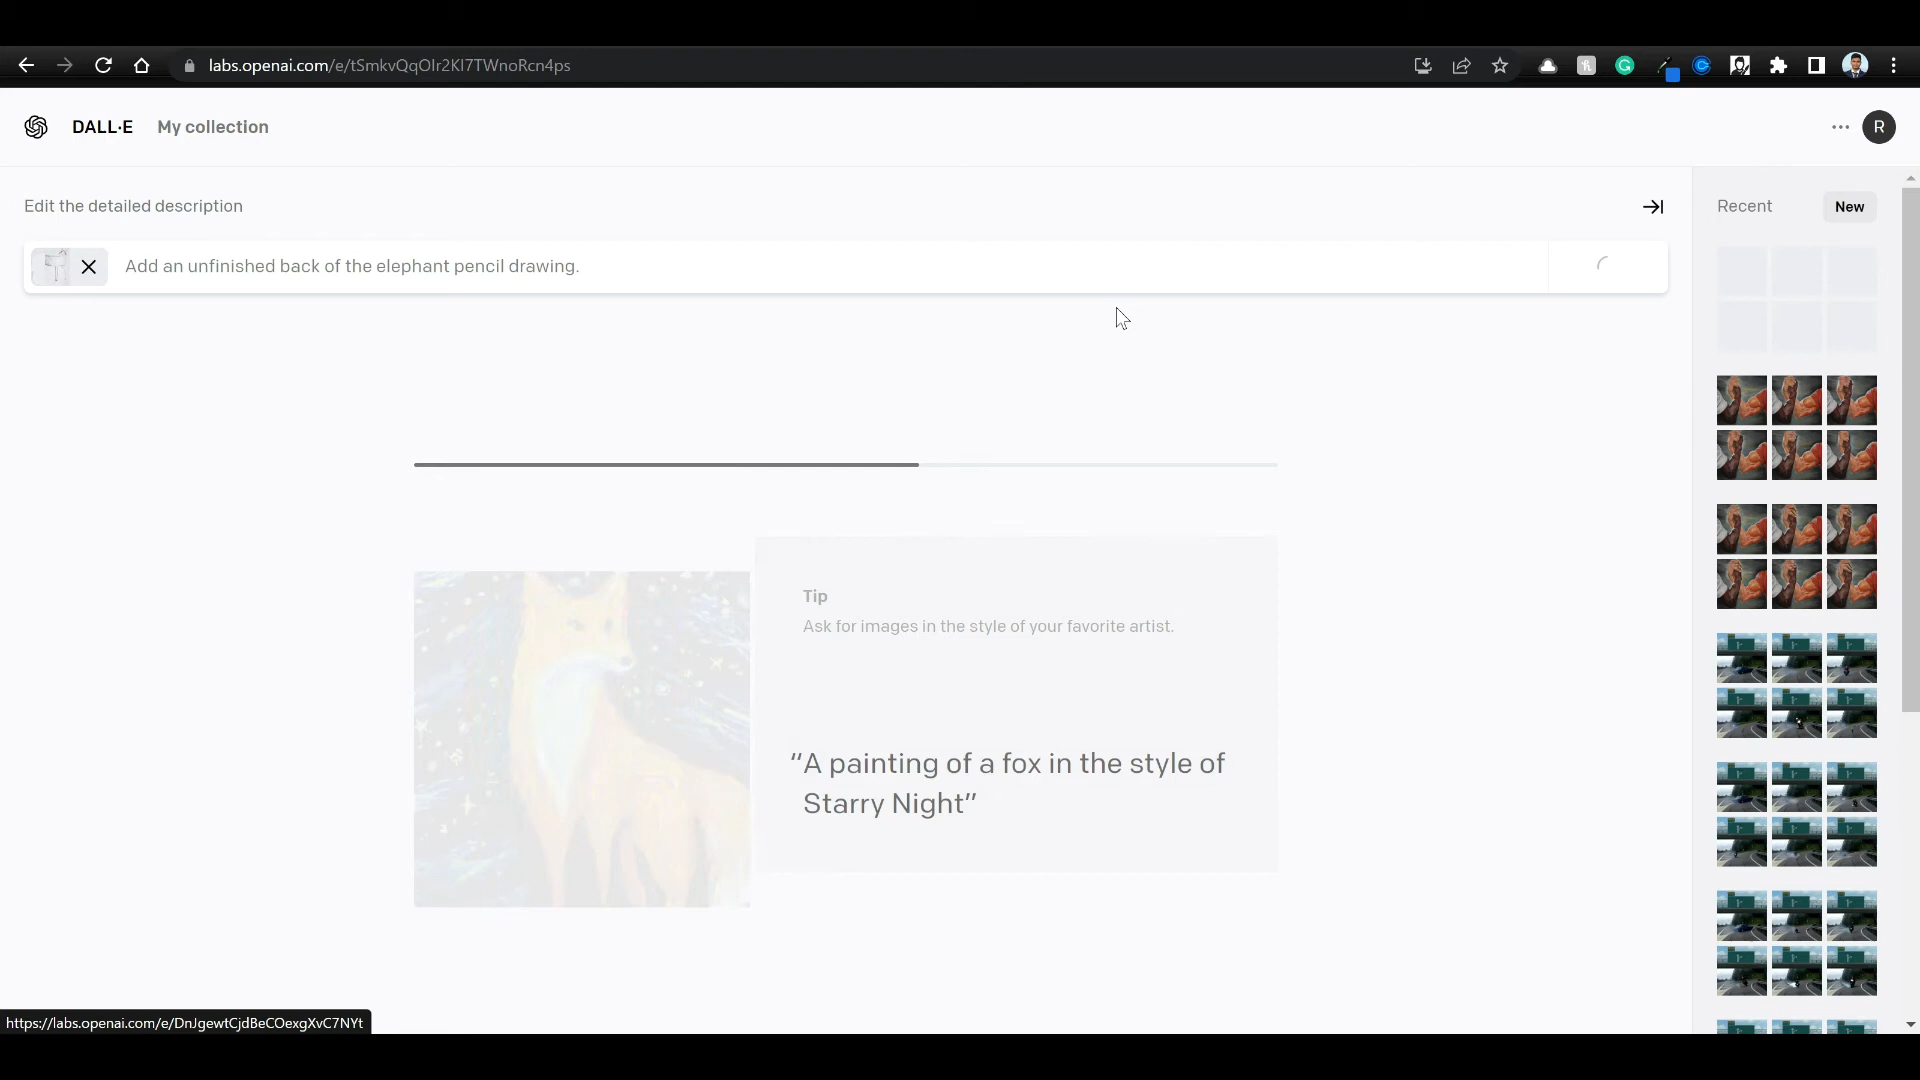 labs.openai.com/e/tSmkvQqOlr2Kl7TWnoRcn4ps
DALL·E My collection
R
Edit the detailed description
Recent New
Add an unfinished back of the elephant pencil drawing.
Tip
Ask for images in the style of your favorite artist.
“A painting of a fox in the style of
Starry Night”
https://labs.openai.com/e/DnJgewtCjdBeCOexgXvC7NYt